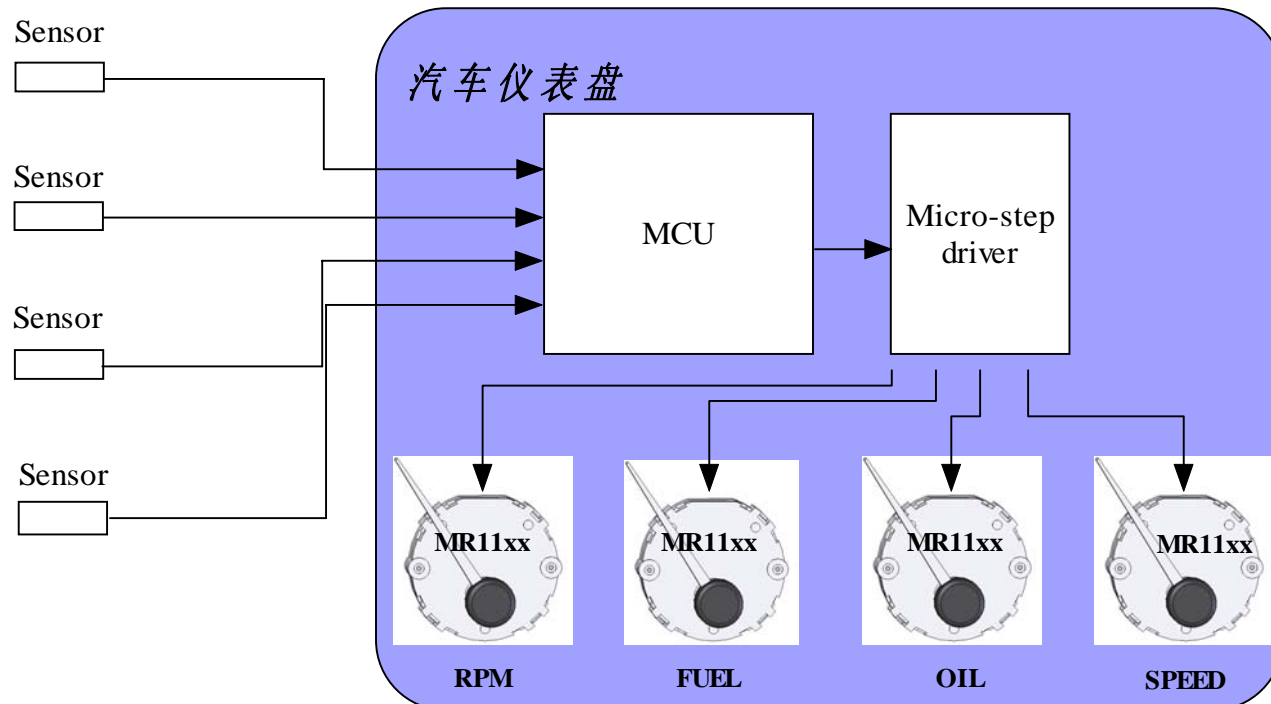 Sensor
汽车仪表盘
Sensor
MCU
Micro-step
driver
Sensor
Sensor
MR11xx
MR11xx
MR11xx
MR11xx
RPM
FUEL
OIL
SPEED